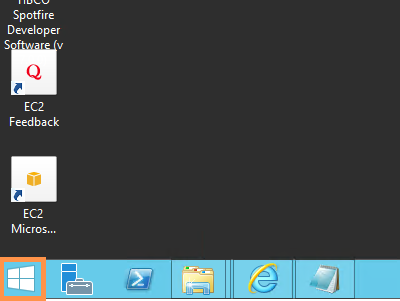 TIBCO
Spotfire
Developer
Software (v
Q
EC2
Feedback
EC2
Micros...